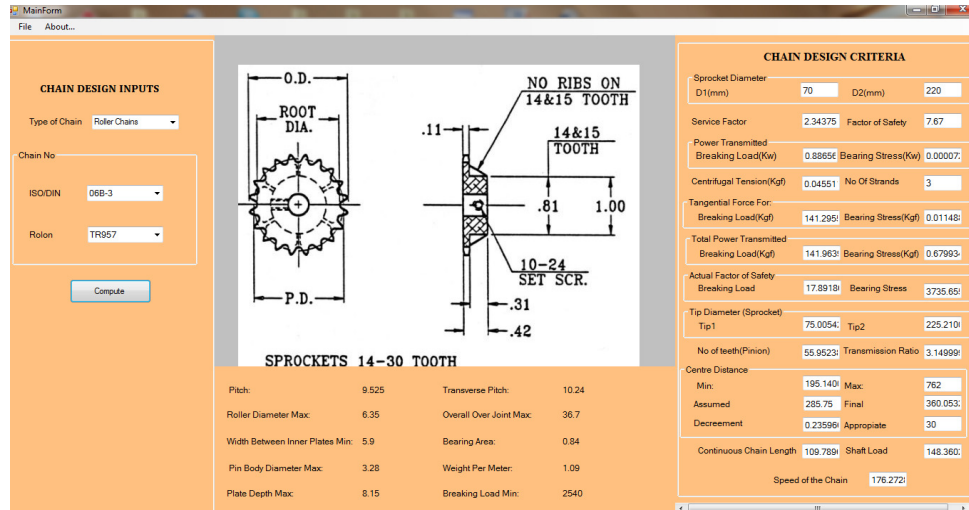 MainForm
File About...
CHAIN DESIGN INPUTS
Type of Chain Roller Chains
Chain No
ISO/DIN 06B-3
Rolon TR957
Compute
O.D.
ROOT
DIA.
P.D.
NO RIBS ON
14&15 TOOTH
.11
14&15
TOOTH
.81 1.00
10-24
SET SCR.
.31
.42
SPROCKETS 14-30 TOOTH
Pitch: 9.525 Transverse Pitch: 10.24
Roller Diameter Max: 6.35 Overall Over Joint Max: 36.7
Width Between Inner Plates Min: 5.9 Bearing Area: 0.84
Pin Body Diameter Max: 3.28 Weight Per Meter: 1.09
Plate Depth Max: 8.15 Breaking Load Min: 2540
CHAIN DESIGN CRITERIA
Sprocket Diameter
D1(mm) 70 D2(mm) 220
Service Factor 2.34375 Factor of Safety 7.67
Power Transmitted
Breaking Load(Kw) 0.8865 Bearing Stress(Kw) 0.00007
Centrifugal Tension(Kgf) 0.04551 No Of Strands 3
Tangential Force For:
Breaking Load(Kgf) 141.295 Bearing Stress(Kgf) 0.01148
Total Power Transmitted
Breaking Load(Kgf) 141.963 Bearing Stress(Kgf) 0.6799
Actual Factor of Safety
Breaking Load 17.8918 Bearing Stress 3735.65
Tip Diameter (Sprocket)
Tip1 75.0054 Tip2 225.210
No of teeth(Pinion) 55.9523 Transmission Ratio 3.14999
Centre Distance
Min: 195.140 Max: 762
Assumed 285.75 Final 360.053
Decreement 0.23596 Appropiate 30
Continuous Chain Length 109.789 Shaft Load 148.360
Speed of the Chain 176.272